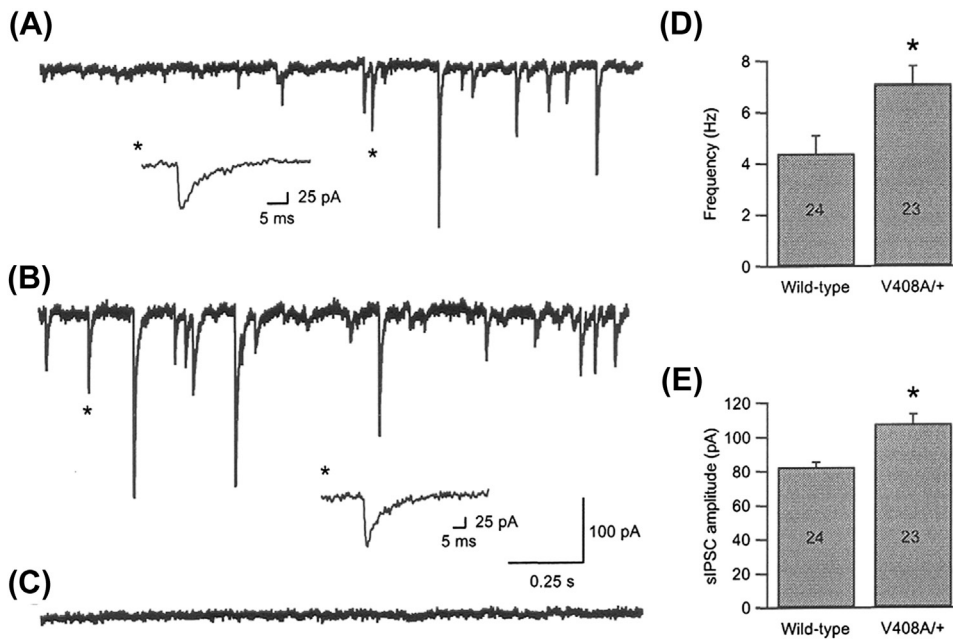 (A)
*
25 pA
5 ms
*
(B)
*
*
25 pA
5 ms
100 pA
0.25 s
(C)
(D)
*
8
6
4
2
0
Frequency (Hz)
24
23
Wild-type
V408A/+
(E)
*
120
100
80
60
40
20
0
sIPSC amplitude (pA)
24
23
Wild-type
V408A/+